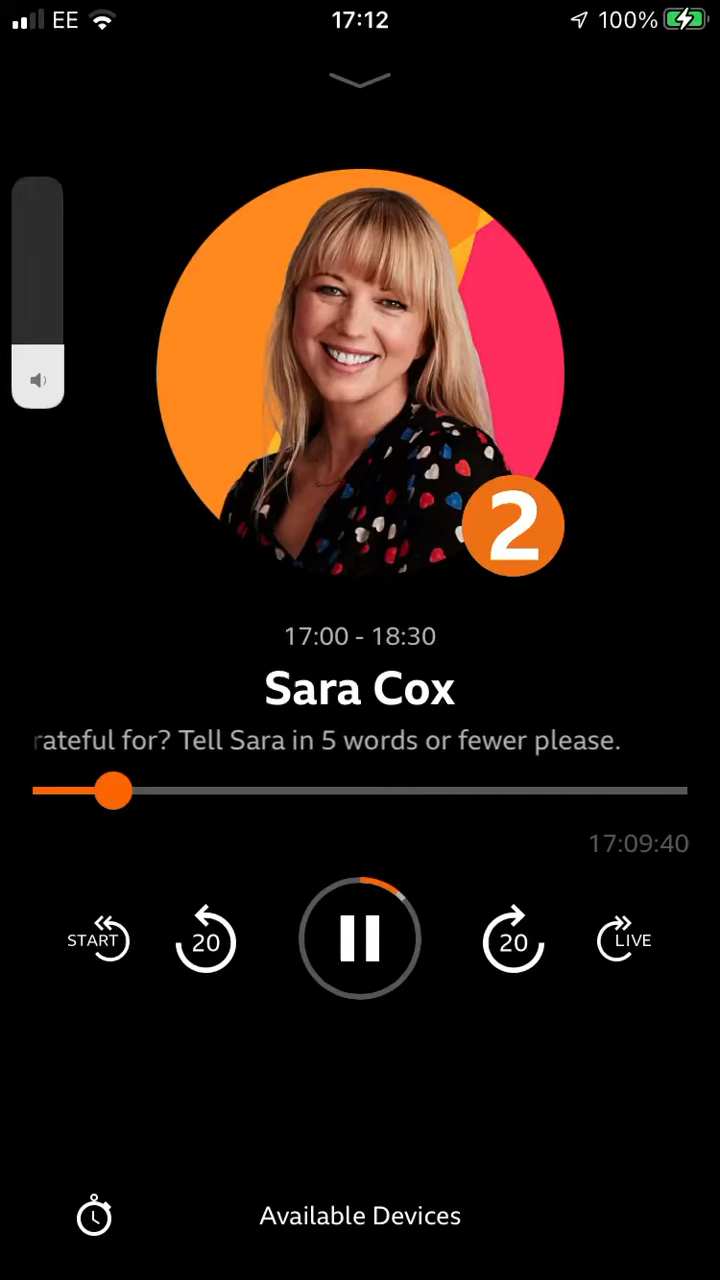 EE 17:12 100%
2
17:00 - 18:30
Sara Cox
rateful for? Tell Sara in 5 words or fewer please.
17:09:40
START 20 20 LIVE
Available Devices